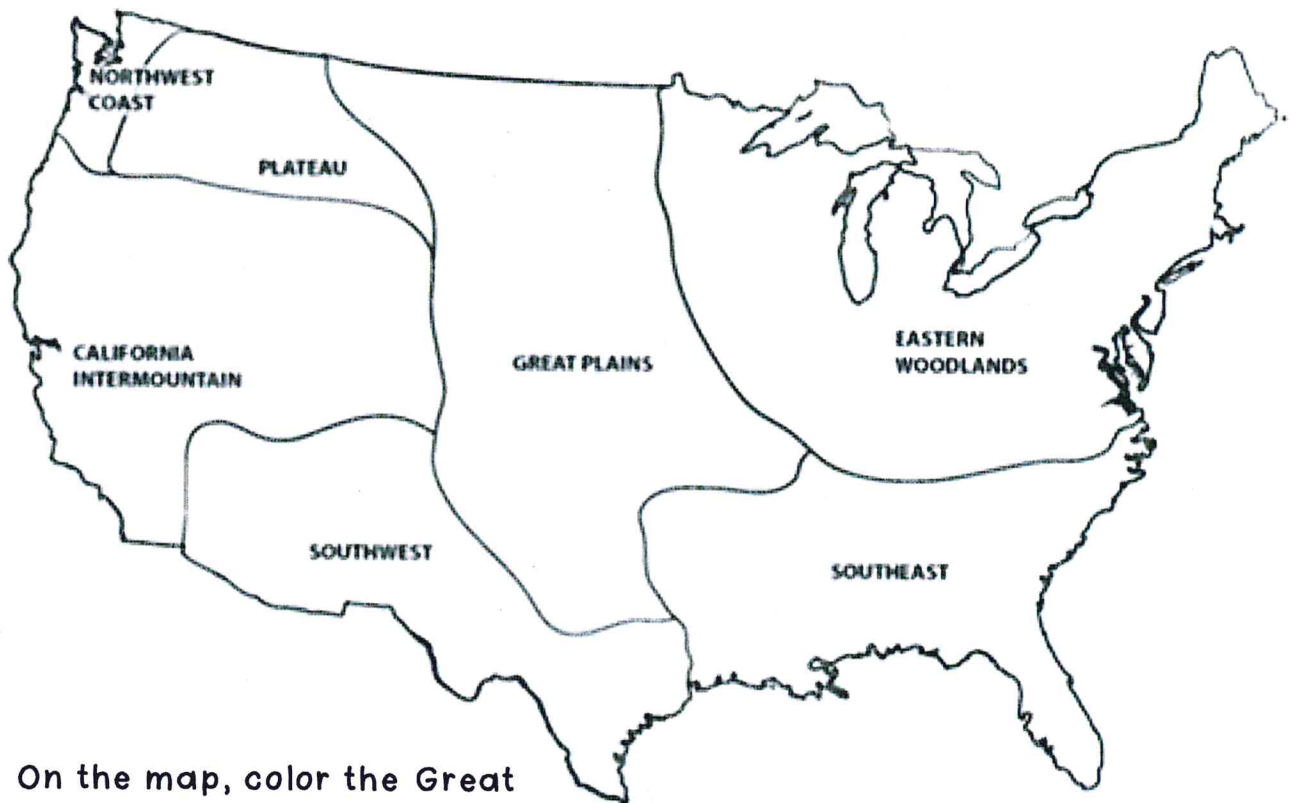 NORTHWEST
COAST
PLATEAU
CALIFORNIA
INTERMOUNTAIN
GREAT PLAINS
EASTERN
WOODLANDS
SOUTHWEST
SOUTHEAST
On the map, color the Great